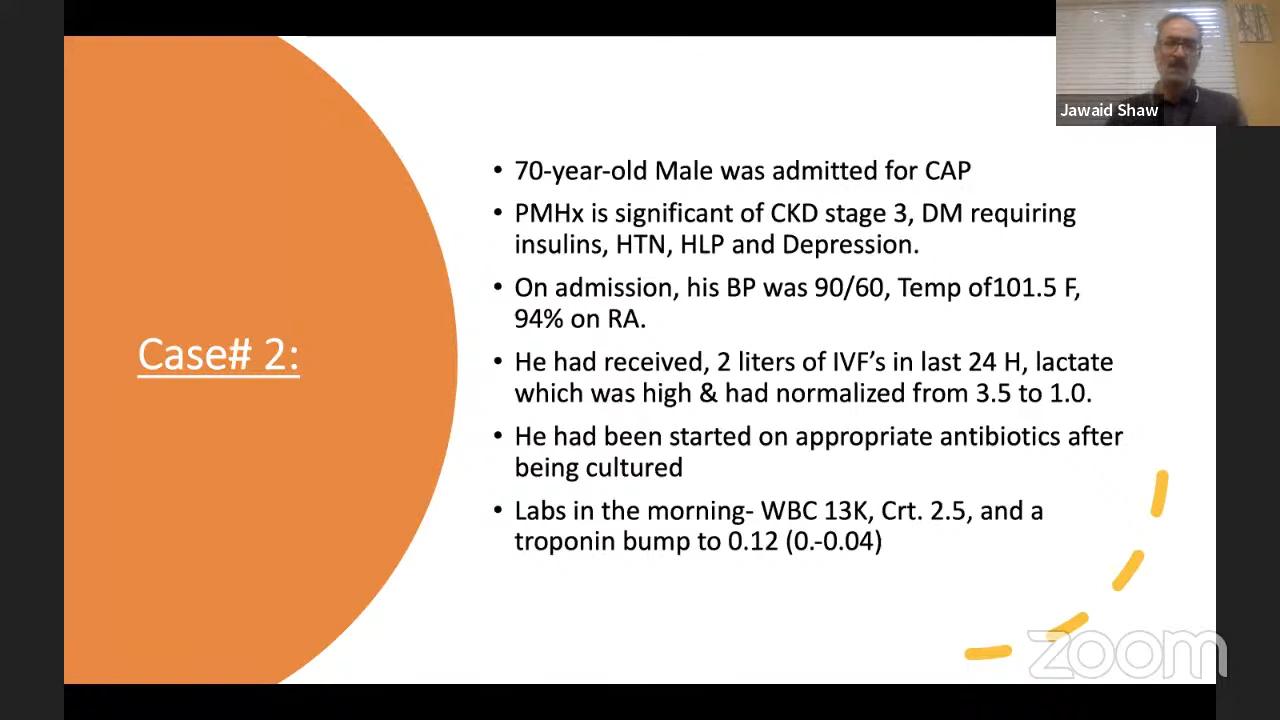 Jawaid Shaw
• 70-year-old Male was admitted for CAP
• PMHx is significant of CKD stage 3, DM requiring
insulins, HTN, HLP and Depression.
• On admission, his BP was 90/60, Temp of101.5 F,
94% on RA.
Case# 2:
• He had received, 2 liters of IVF’s in last 24 H, lactate
which was high & had normalized from 3.5 to 1.0.
• He had been started on appropriate antibiotics after
being cultured
• Labs in the morning- WBC 13K, Crt. 2.5, and a
troponin bump to 0.12 (0.-0.04)
zoom